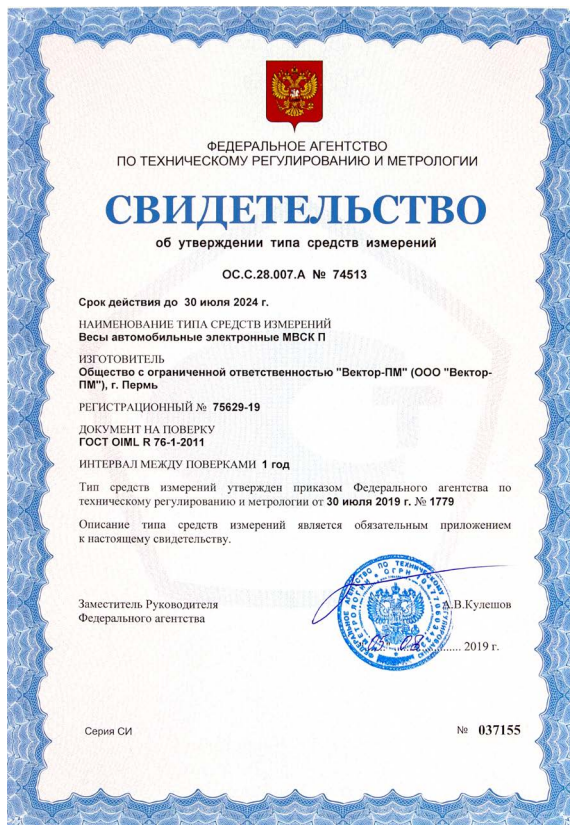 ФЕДЕРАЛЬНОЕ АГЕНТСТВО
ПО ТЕХНИЧЕСКОМУ РЕГУЛИРОВАНИЮ И МЕТРОЛОГИИ
СВИДЕТЕЛЬСТВО
об утверждении типа средств измерений
ОС.С.28.007.А № 74513
Срок действия до 30 июля 2024 г.
НАИМЕНОВАНИЕ ТИПА СРЕДСТВ ИЗМЕРЕНИЙ
Весы автомобильные электронные МВСК П
ИЗГОТОВИТЕЛЬ
Общество с ограниченной ответственностью "Вектор-ПМ" (ООО "Вектор-
ПМ"), г. Пермь
РЕГИСТРАЦИОННЫЙ № 75629-19
ДОКУМЕНТ НА ПОВЕРКУ
ГОСТ OIML R 76-1-2011
ИНТЕРВАЛ МЕЖДУ ПОВЕРКАМИ 1 год
Тип средств измерений утвержден приказом Федерального агентства по
техническому регулированию и метрологии от 30 июля 2019 г. № 1779
Описание типа средств измерений является обязательным приложением
к настоящему свидетельству.
Заместитель Руководителя
Федерального агентства
А.В.Кулешов
2019 г.
Серия СИ
№ 037155